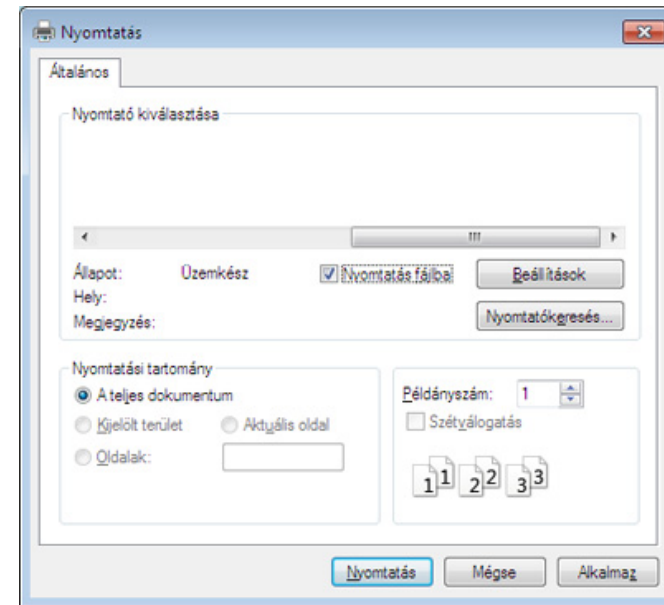 Nyomtatás
Általános
Nyomtató kiválasztása
Állapot: Üzemkész
Nyomtatás fájlba
Beállítások
Hely:
Megjegyzés:
Nyomtatókeresés...
Nyomtatási tartomány
A teljes dokumentum
Kijelölt terület
Aktuális oldal
Oldalak:
Példányszám: 1
Szétválogatás
1 1 2 2 3 3
Nyomtatás
Mégse
Alkalmaz